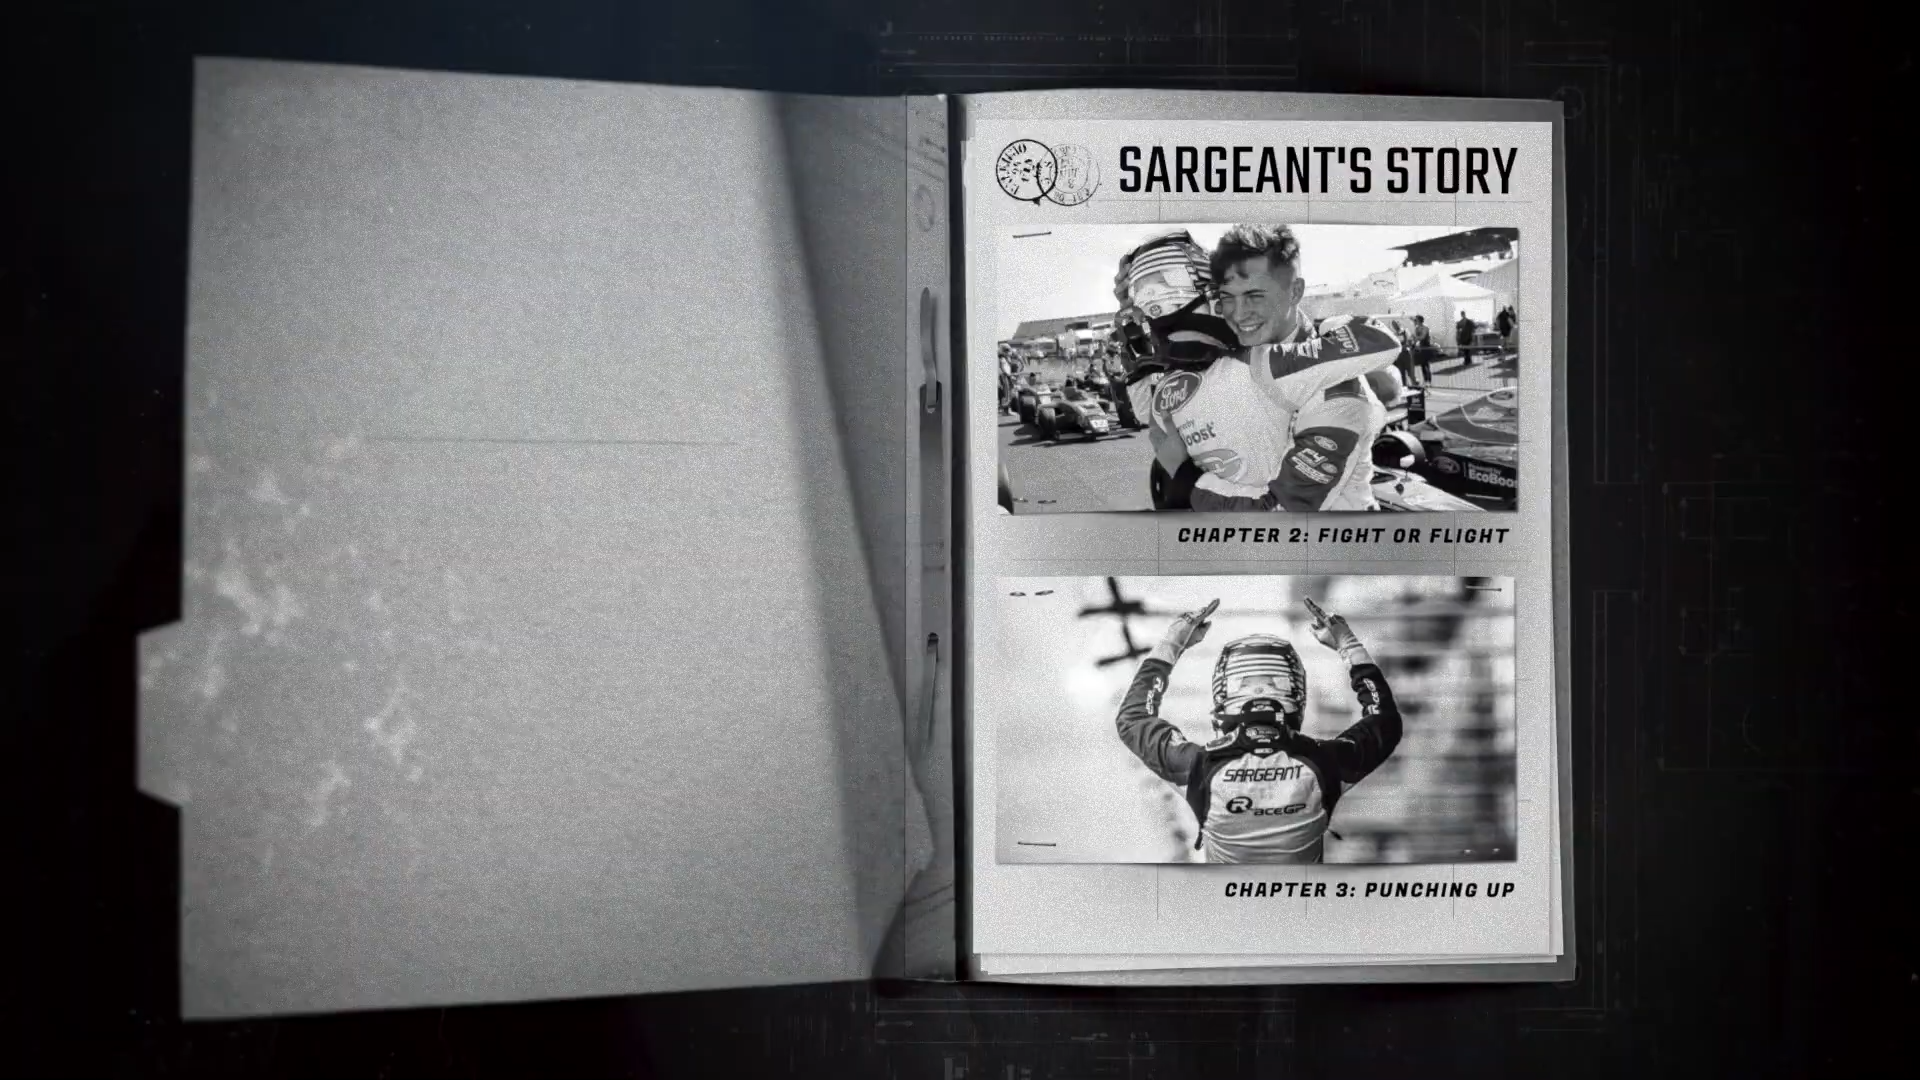 SARGEANT'S STORY
Ford
EcoBoost
CHAPTER 2: FIGHT OR FLIGHT
SARGEANT
RACEGP
CHAPTER 3: PUNCHING UP